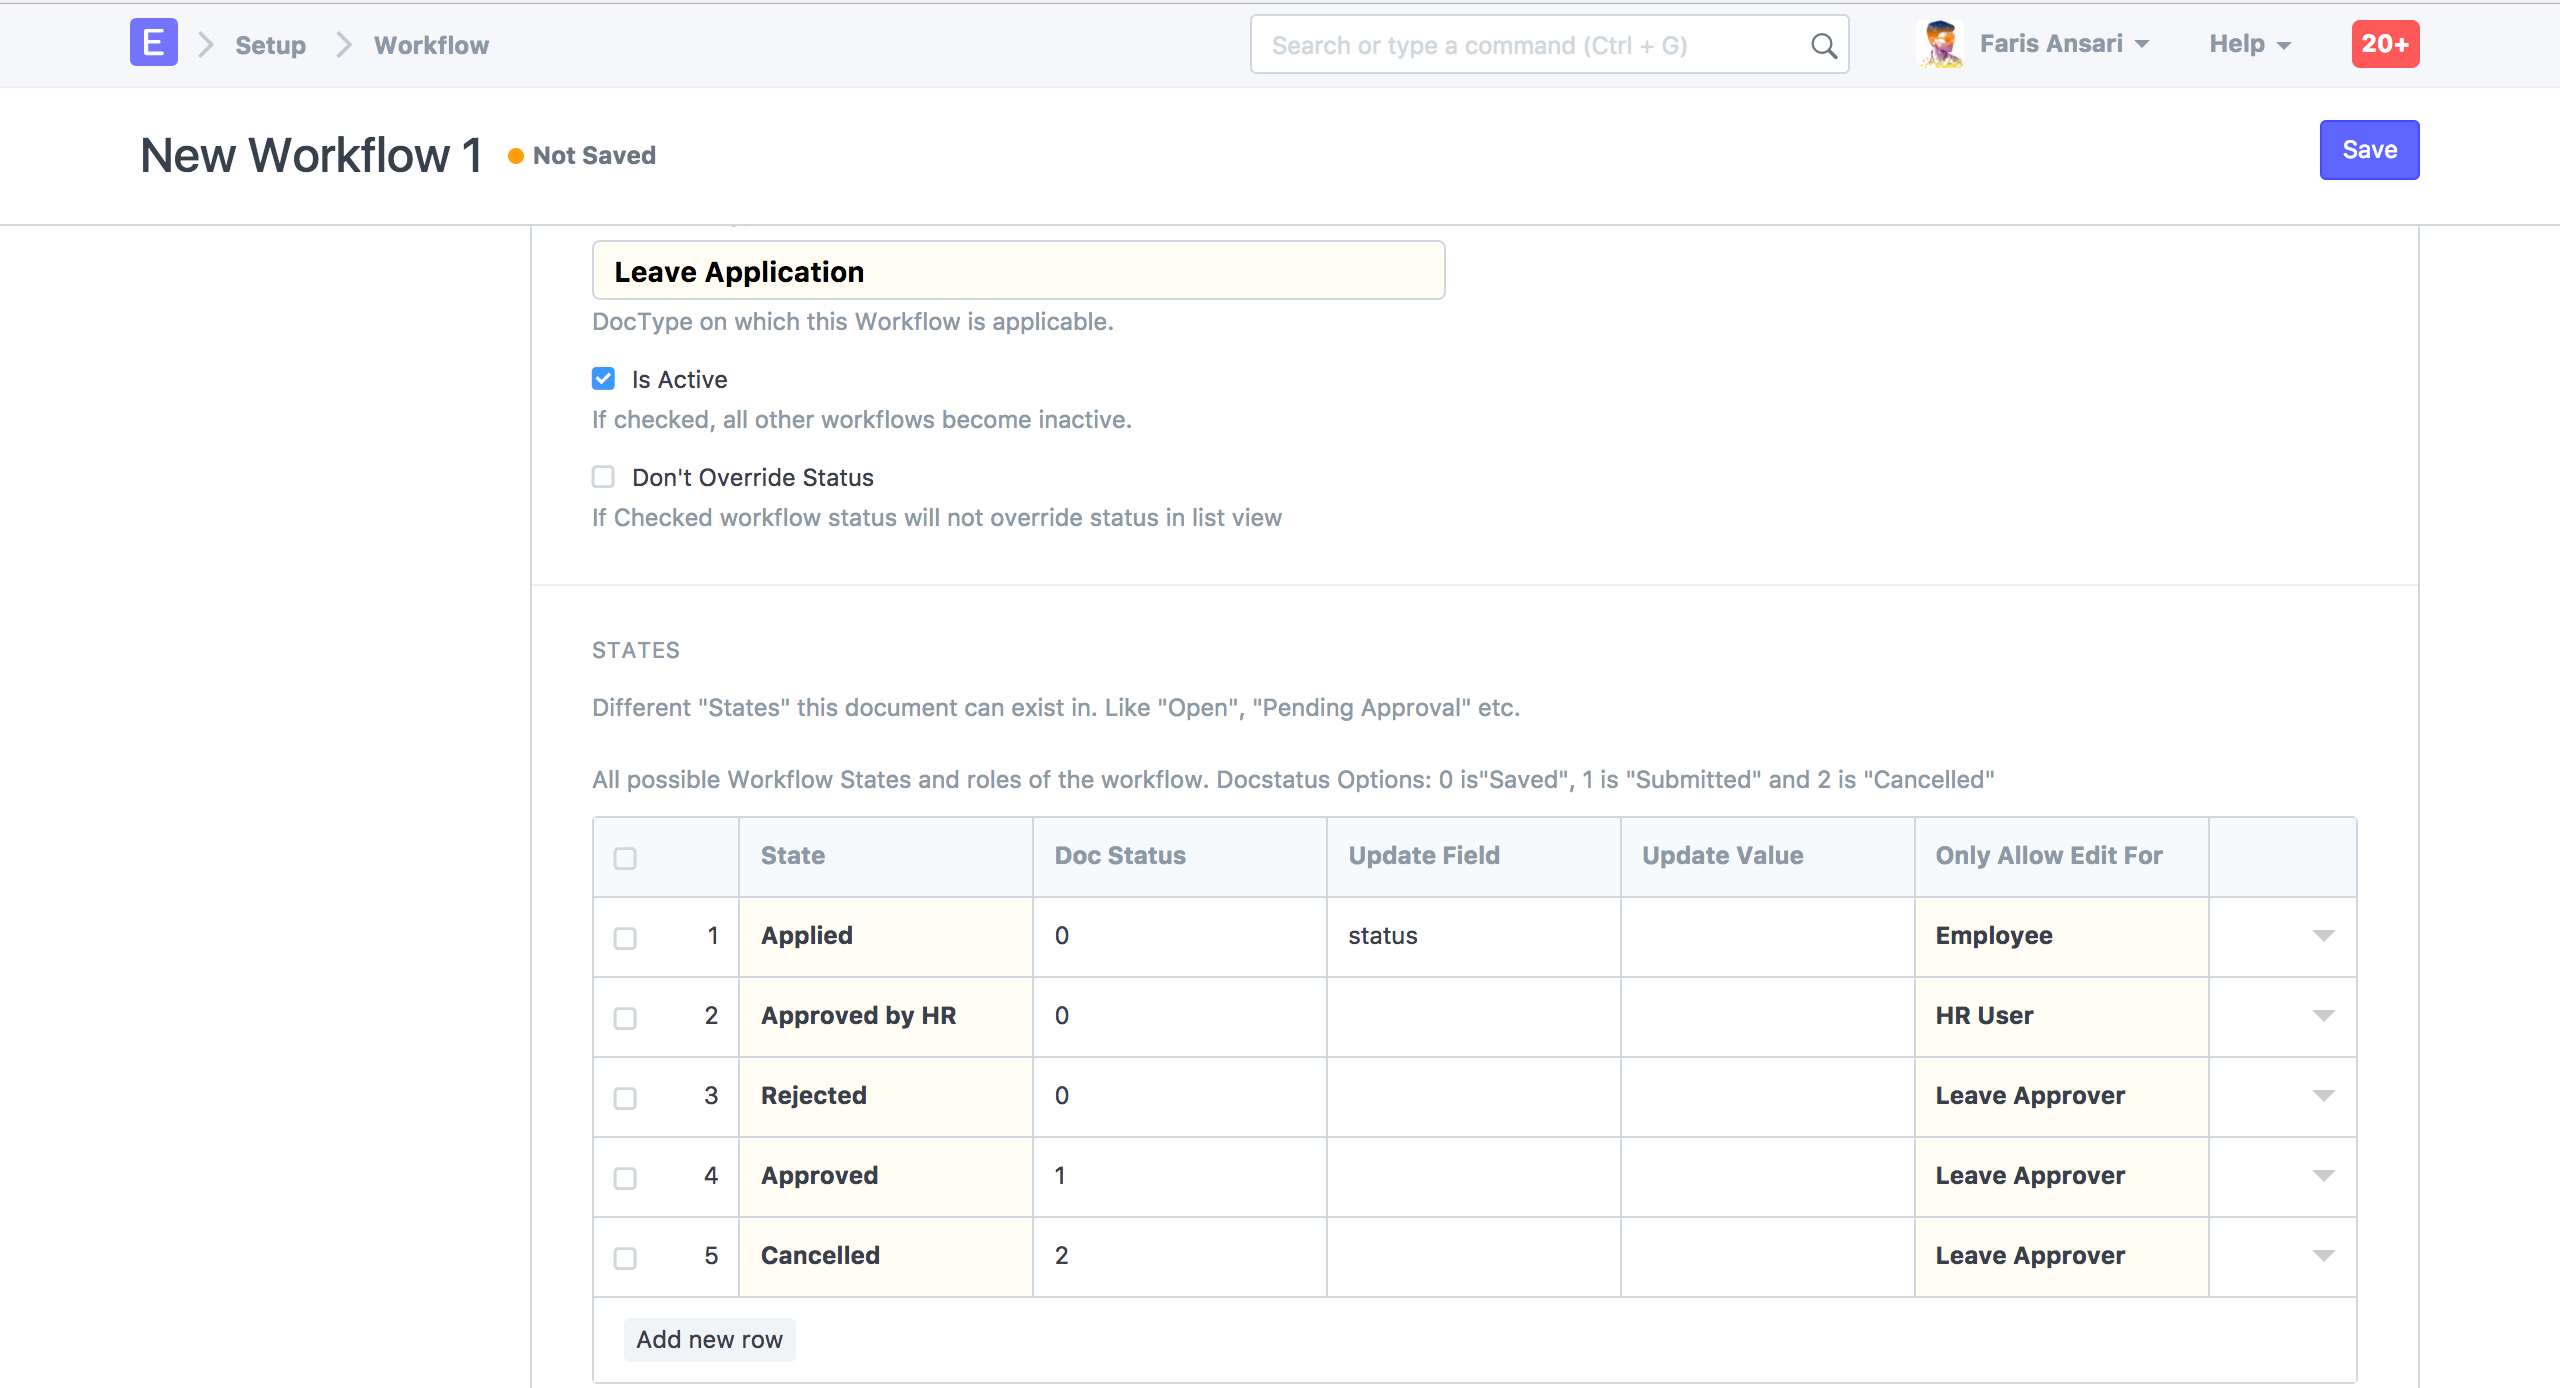 E Setup Workflow Search or type a command (Ctrl + G) Faris Ansari Help 20+
New Workflow 1 Not Saved Save
Leave Application
DocType on which this Workflow is applicable.
Is Active
If checked, all other workflows become inactive.
Don't Override Status
If Checked workflow status will not override status in list view
STATES
Different "States" this document can exist in. Like "Open", "Pending Approval" etc.
All possible Workflow States and roles of the workflow. Docstatus Options: 0 is"Saved", 1 is "Submitted" and 2 is "Cancelled"
State Doc Status Update Field Update Value Only Allow Edit For
1 Applied 0 status Employee
2 Approved by HR 0 HR User
3 Rejected 0 Leave Approver
4 Approved 1 Leave Approver
5 Cancelled 2 Leave Approver
Add new row